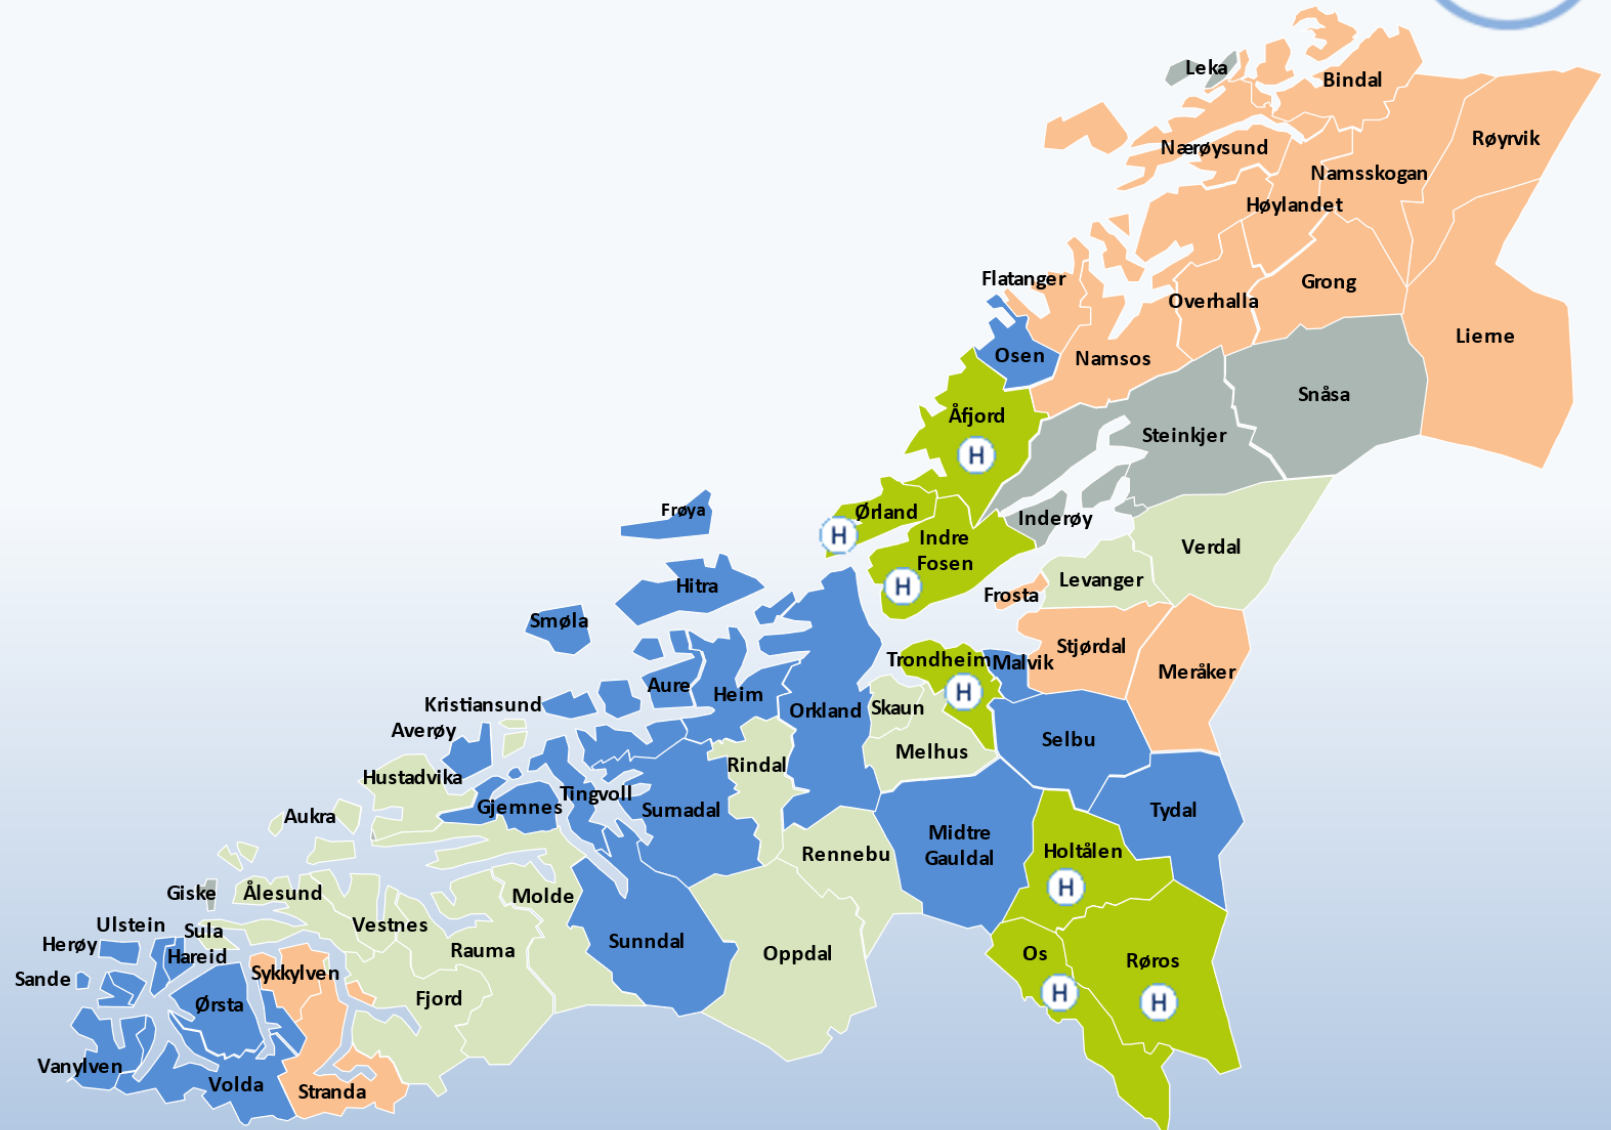 Leka
Bindal
Røyrvik
Nærøysund
Namsskogan
Høylandet
Flatanger
Grong
Overhalla
Lierne
Osen
Namsos
Snåsa
Åfjord
Steinkjer
H
Frøya
Ørland
Inderøy
H
Indre
Fosen
Verdal
Hitra
H
Levanger
Frosta
Smøla
Stjørdal
Trondheim
Malvik
Meråker
Aure
Heim
H
Kristiansund
Orkland
Skaun
Averøy
Selbu
Melhus
Hustadvika
Rindal
Tingvoll
Gjemnes
Surnadal
Tydal
Aukra
Midtre
Gauldal
Holtålen
Rennebu
H
Giske
Ålesund
Molde
Ulstein
Vestnes
Sula
Herøy
Hareid
Rauma
Sunndal
Oppdal
Os
Røros
Sande
Sykkylven
Ørsta
Fjord
H
H
Vanylven
Volda
Stranda